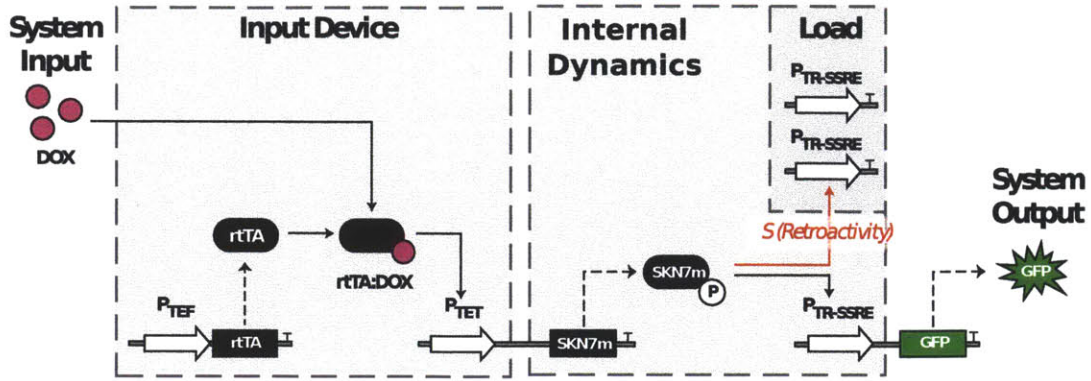 System
Input
DOX
Input Device
rtTA
rtTA:DOX
P_TEF
rtTA
T
P_TET
Internal
Dynamics
SKN7m
P
SKN7m
T
Load
P_TR-SSRE
T
P_TR-SSRE
T
S (Retroactivity)
P_TR-SSRE
GFP
T
System
Output
GFP